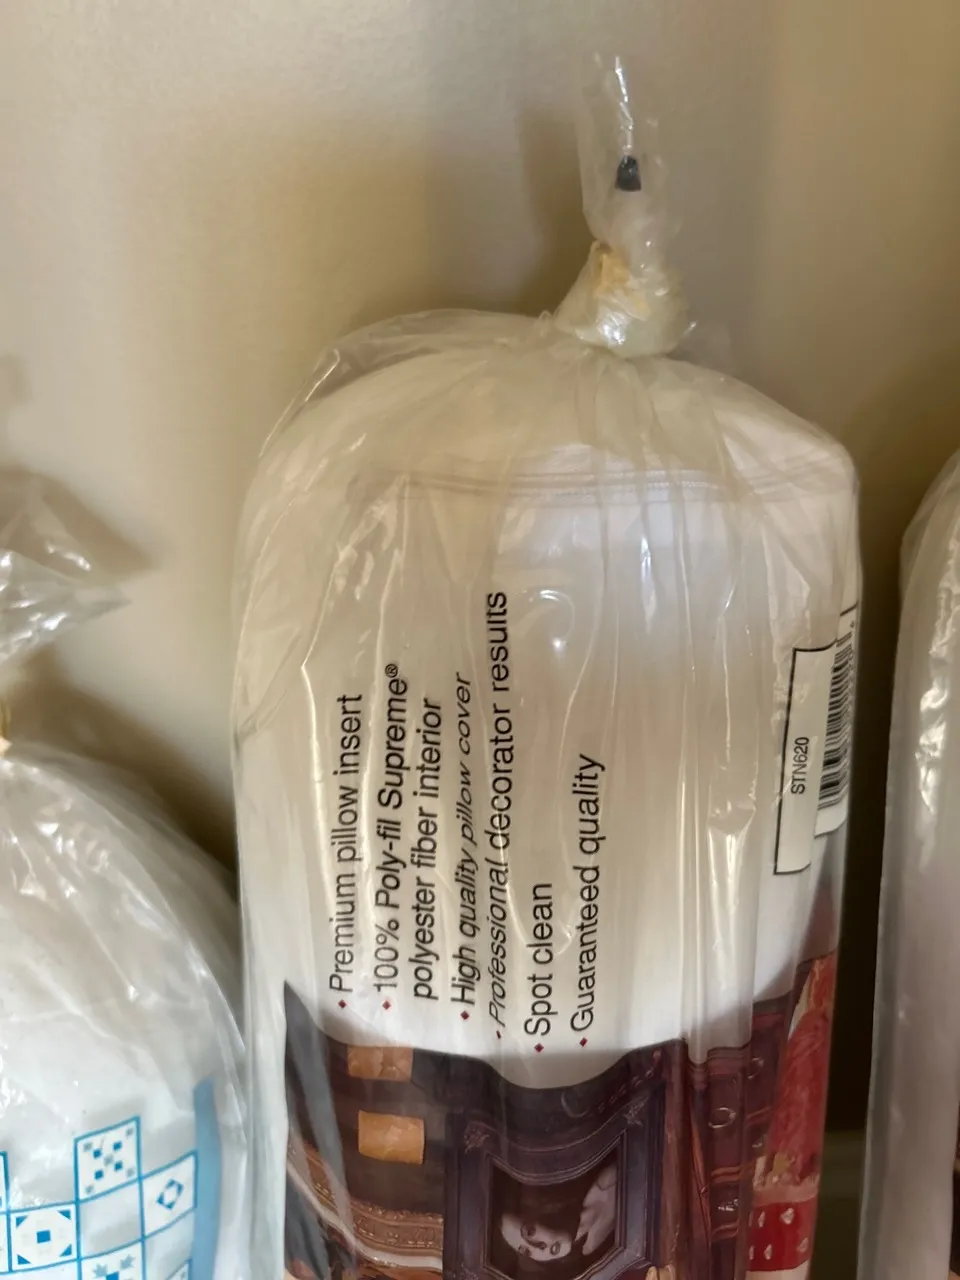 • Premium pillow insert
• 100% Poly-fil Supreme®
polyester fiber interior
• High quality pillow cover
• Professional decorator results
• Spot clean
• Guaranteed quality
STN620